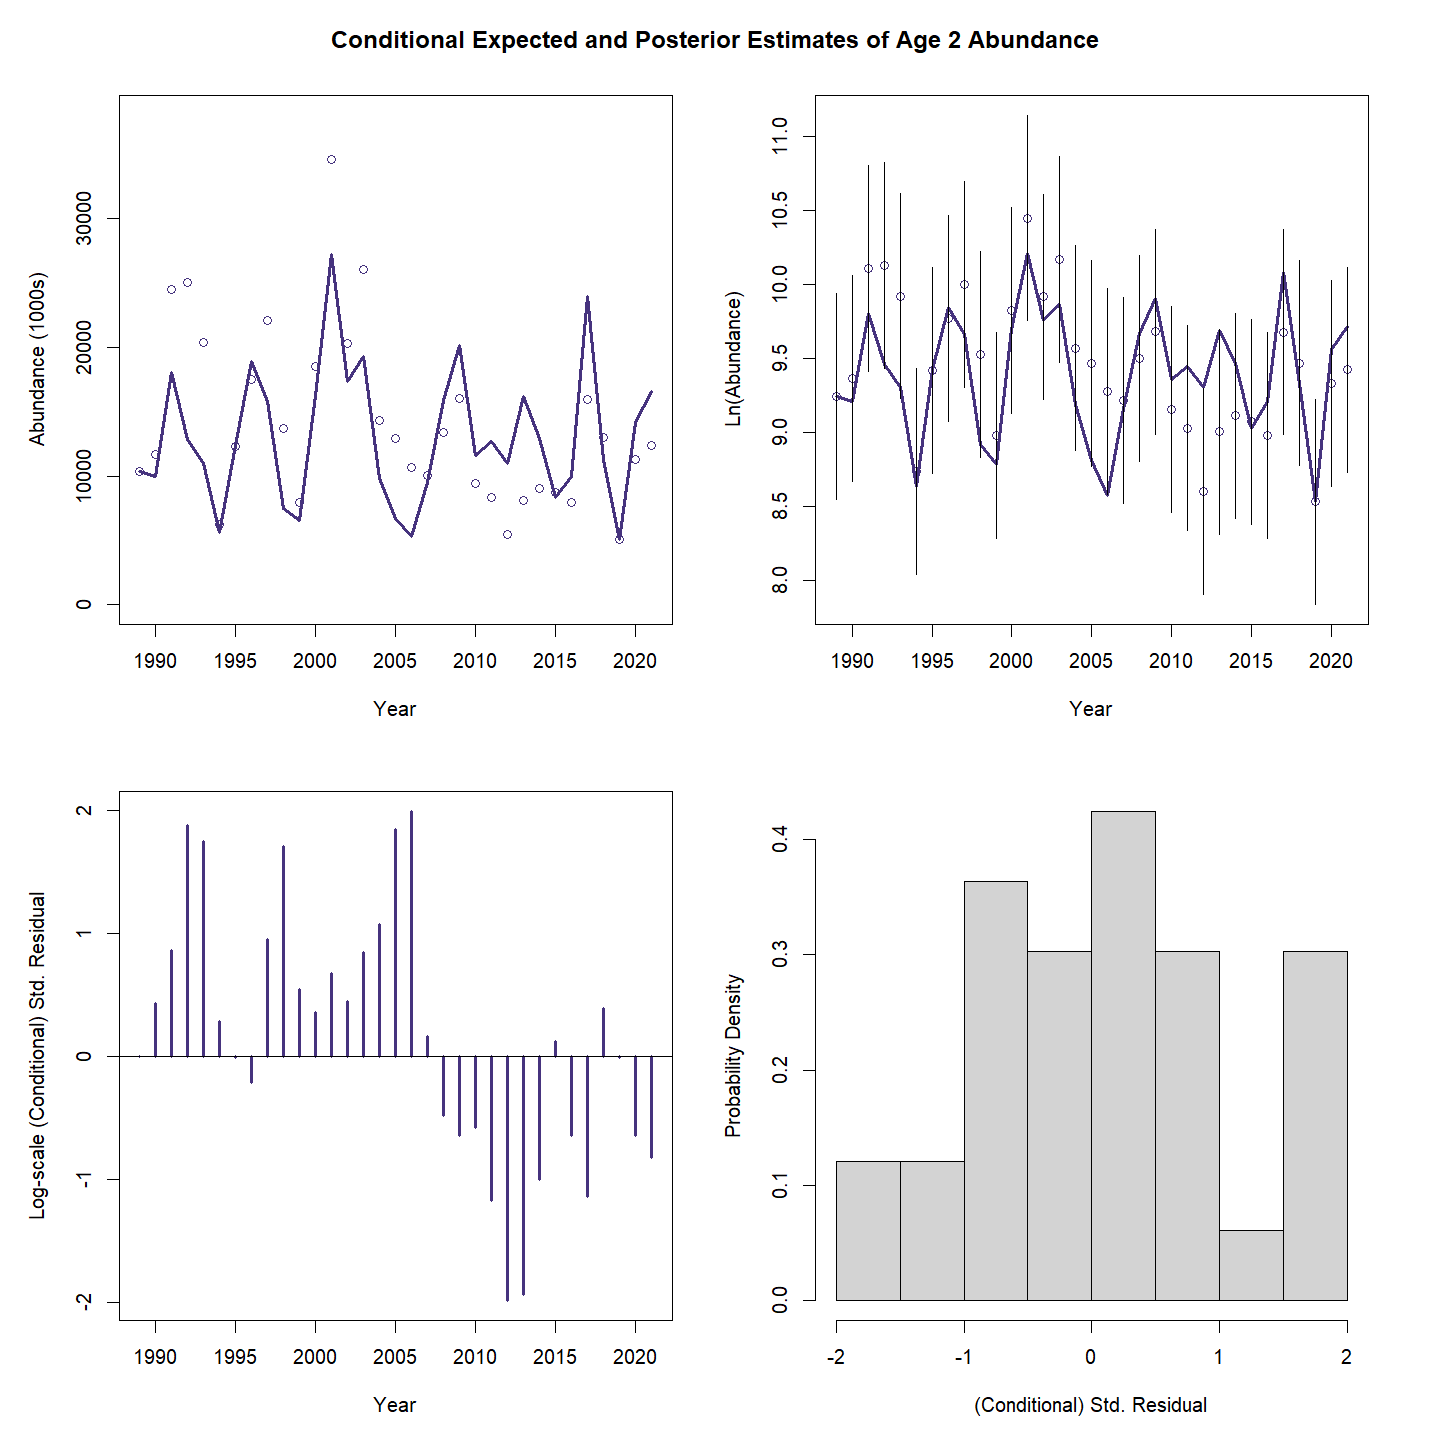 Conditional Expected and Posterior Estimates of Age 2 Abundance
Abundance (1000s)
30000
20000
10000
0
1990 1995 2000 2005 2010 2015 2020
Year
Ln(Abundance)
11.0
10.5
10.0
9.5
9.0
8.5
8.0
1990 1995 2000 2005 2010 2015 2020
Year
Log-scale (Conditional) Std. Residual
2
1
0
-1
-2
1990 1995 2000 2005 2010 2015 2020
Year
Probability Density
0.4
0.3
0.2
0.1
0.0
-2 -1 0 1 2
(Conditional) Std. Residual